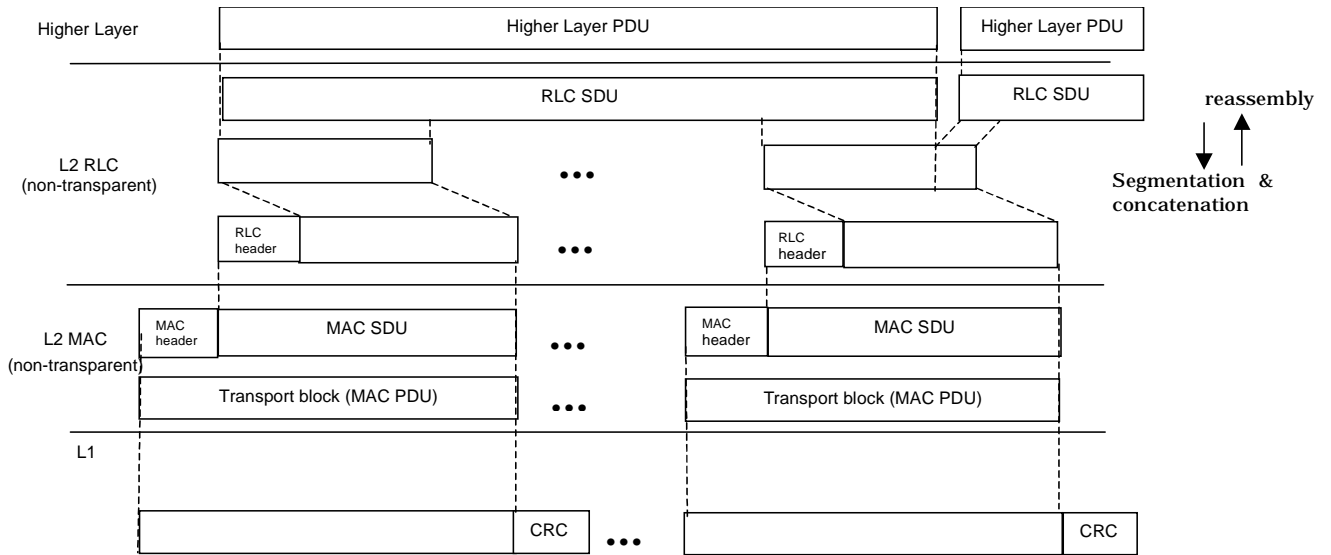 Higher Layer
Higher Layer PDU
Higher Layer PDU
RLC SDU
RLC SDU
reassembly
L2 RLC
(non-transparent)
•••
•••
Segmentation &
concatenation
RLC
header
•••
RLC
header
L2 MAC
(non-transparent)
MAC
header
MAC SDU
•••
MAC
header
MAC SDU
Transport block (MAC PDU)
•••
Transport block (MAC PDU)
L1
CRC
•••
CRC